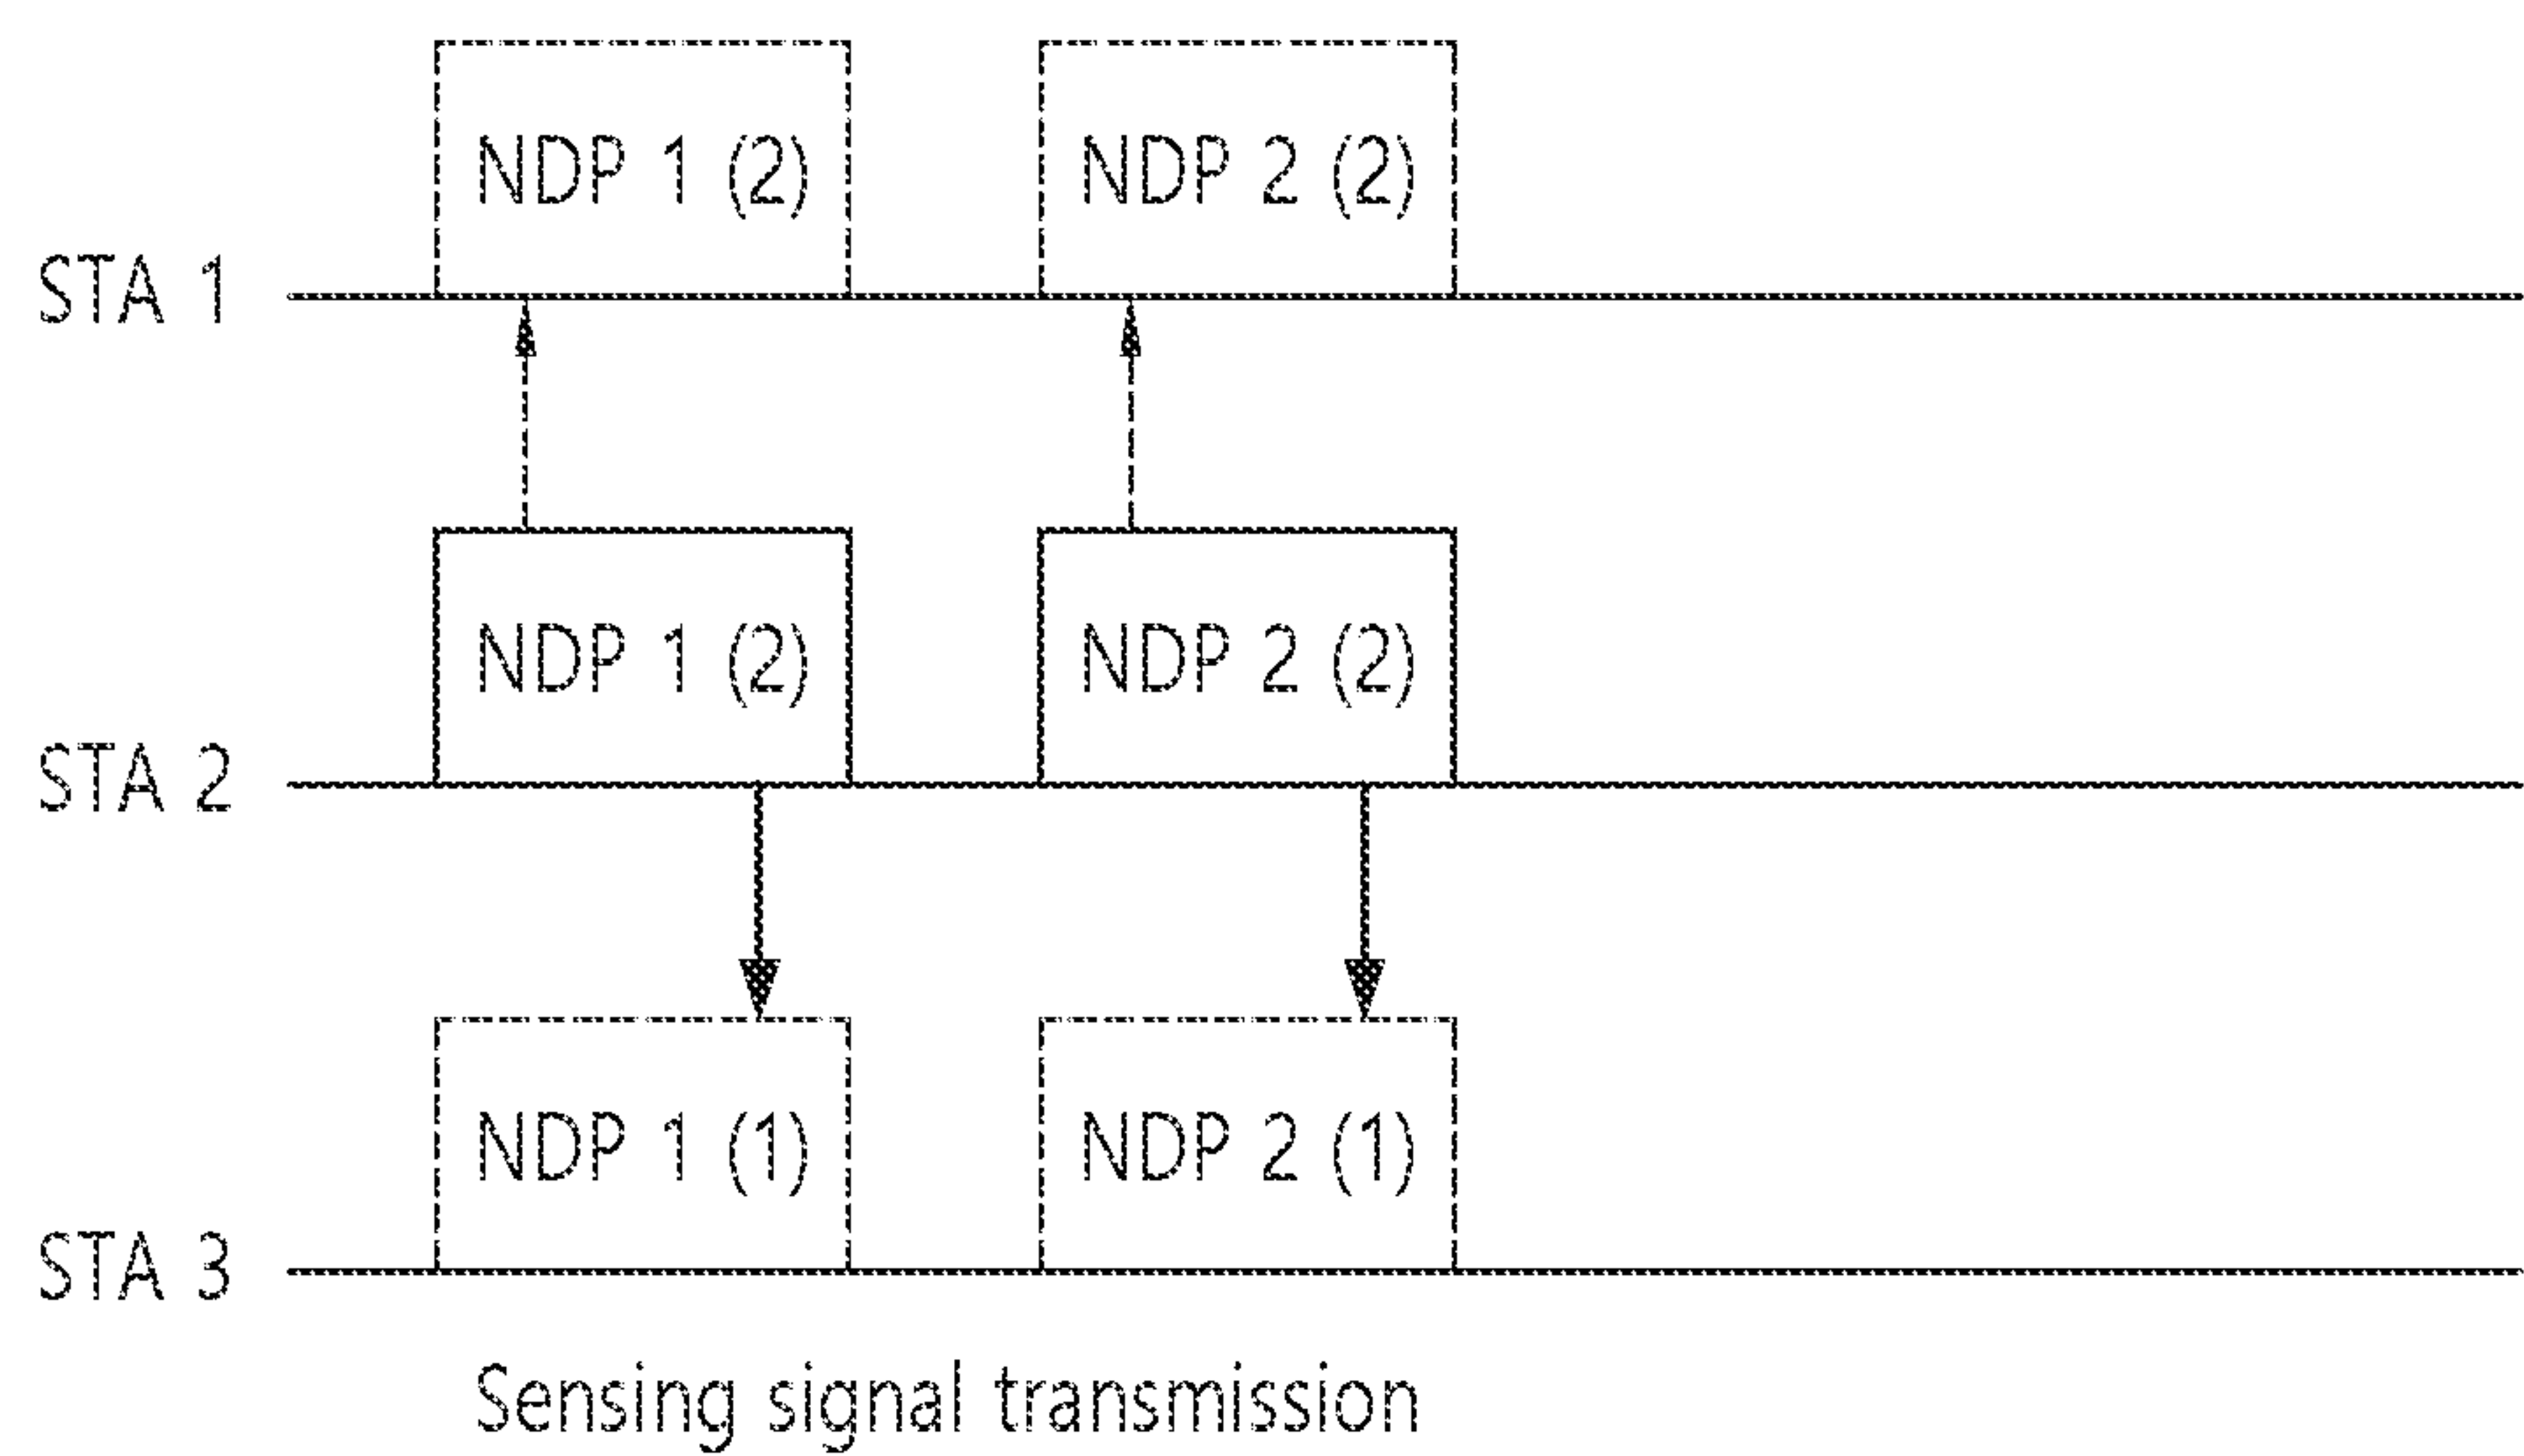 NDP 1 (2) NDP 2 (2)
STA 1
NDP 1 (2) NDP 2 (2)
STA 2
NDP 1 (1) NDP 2 (1)
STA 3
Sensing signal transmission